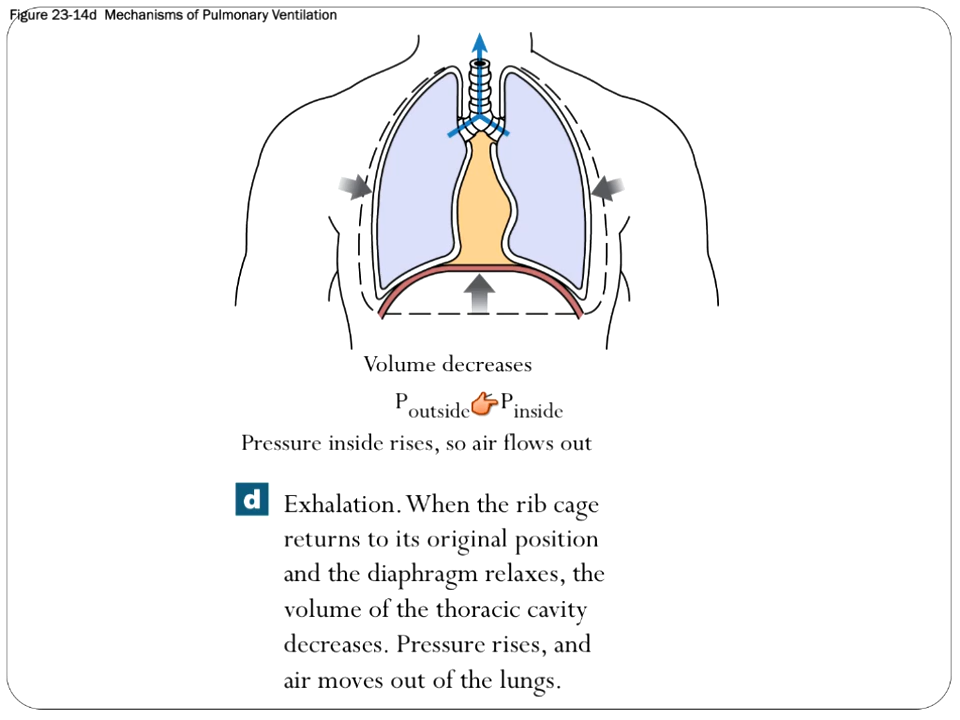 Figure 23-14d Mechanisms of Pulmonary Ventilation
Volume decreases
Poutside👉Pinside
Pressure inside rises, so air flows out
d
Exhalation. When the rib cage
returns to its original position
and the diaphragm relaxes, the
volume of the thoracic cavity
decreases. Pressure rises, and
air moves out of the lungs.